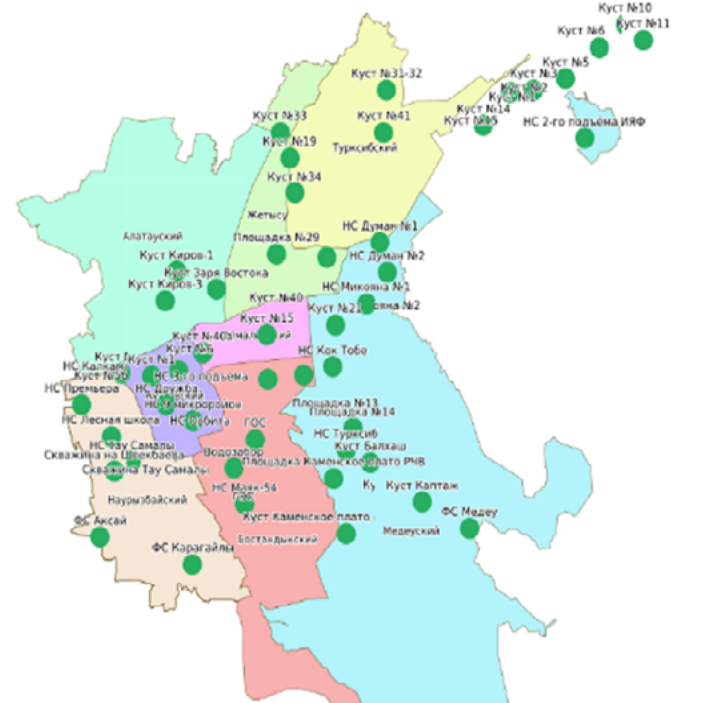 Куст №10
Куст №11
Куст №6
Куст №5
Куст №3
Куст №31-32
Куст №14
Куст №33
Куст №41
НС 2-го подъема ИЯФ
Куст №19
Турксибский
Куст №34
Жетысу
НС Думан №1
Алатауский
Площадка №29
Куст Киров-1
НС Думан №2
Куст Заря Востока
Куст Киров-3
НС Микояна №1
Куст №40
Куст №21
Куст №15
НС Кок Тобе
Куст №1
НС Дружба
НС Премьера
Площадка №13
Площадка №14
НС Лесная школа
НС Орбита
ГОС
НС Турксиб
НС Тау Самалы
Куст Балхаш
Водозабор
Площадка Каменское плато РЧВ
Скважина Тау Самалы
НС Маяк-54
Куст Каптаж
Наурызбайский
ФС Медеу
Куст Каменское плато
ФС Аксай
Медеуский
Бостандыкский
ФС Карагайлы